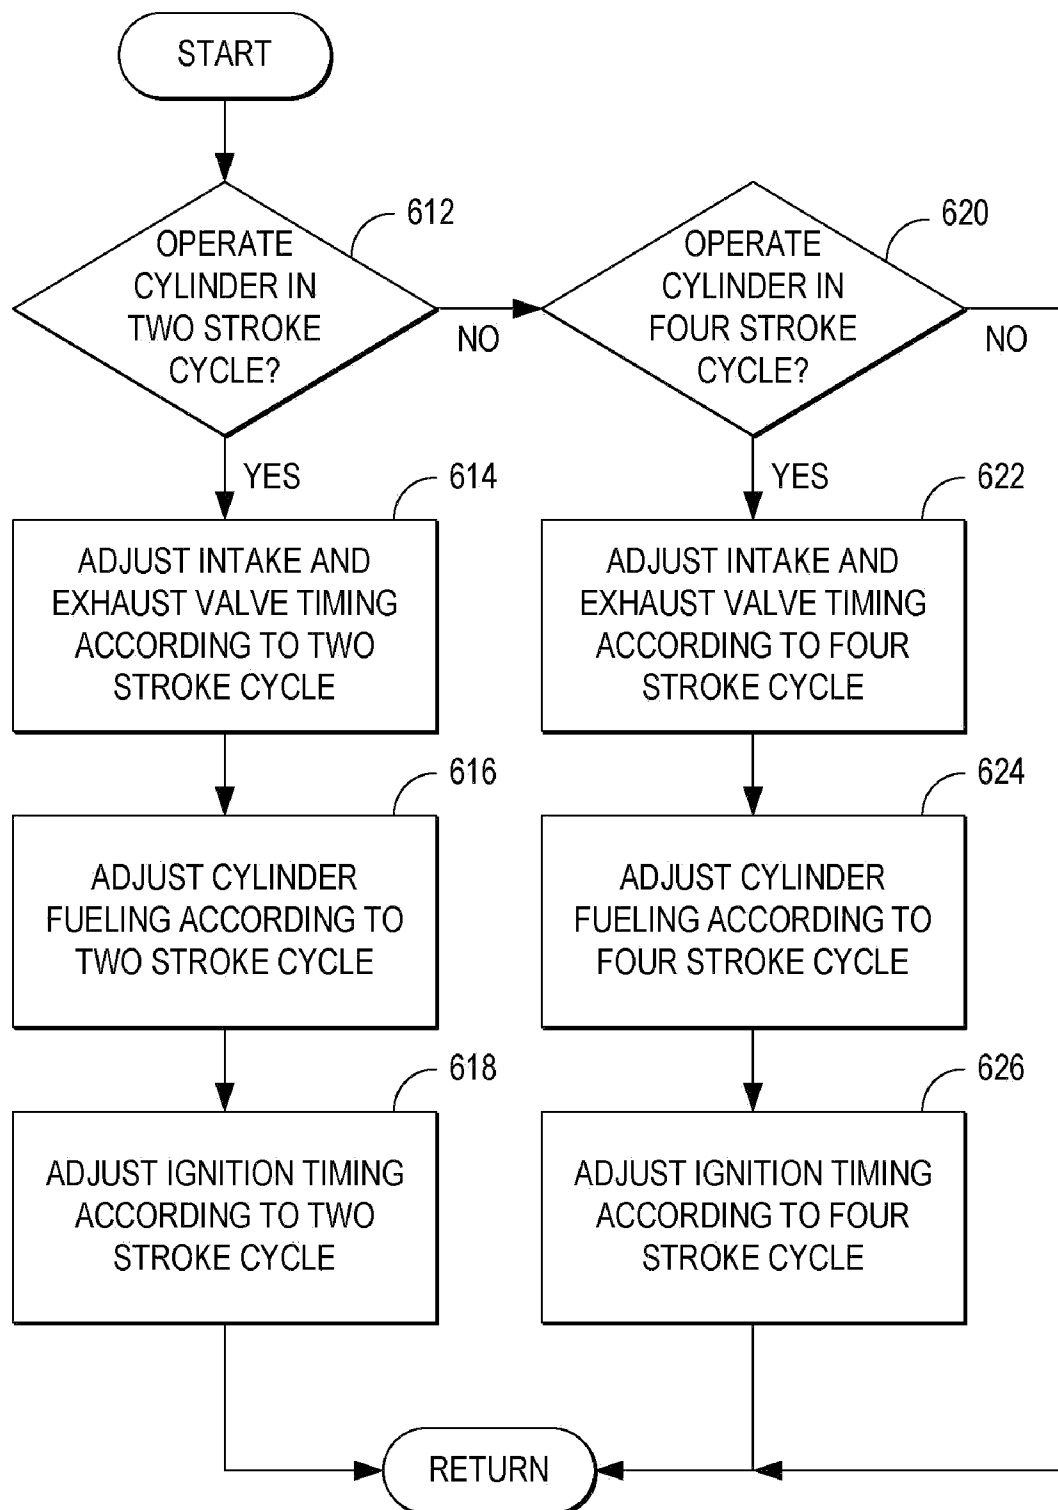 START
612
OPERATE
CYLINDER IN
TWO STROKE
CYCLE?
NO
YES
620
OPERATE
CYLINDER IN
FOUR STROKE
CYCLE?
NO
YES
614
ADJUST INTAKE AND
EXHAUST VALVE TIMING
ACCORDING TO TWO
STROKE CYCLE
622
ADJUST INTAKE AND
EXHAUST VALVE TIMING
ACCORDING TO FOUR
STROKE CYCLE
616
ADJUST CYLINDER
FUELING ACCORDING TO
TWO STROKE CYCLE
624
ADJUST CYLINDER
FUELING ACCORDING TO
FOUR STROKE CYCLE
618
ADJUST IGNITION TIMING
ACCORDING TO TWO
STROKE CYCLE
626
ADJUST IGNITION TIMING
ACCORDING TO FOUR
STROKE CYCLE
RETURN